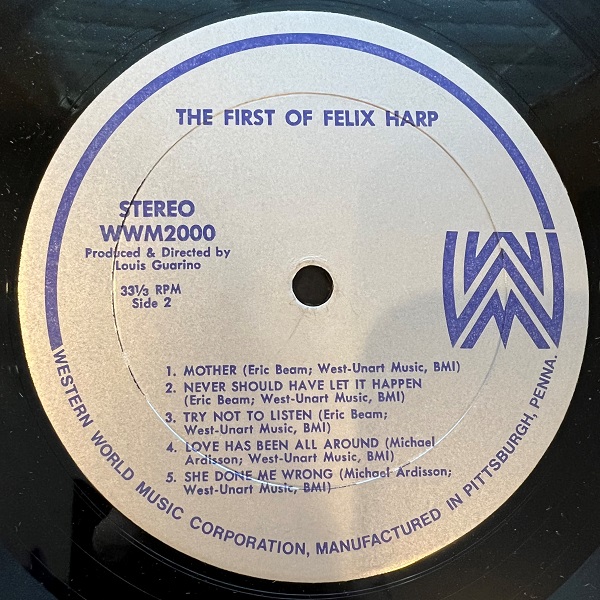 THE FIRST OF FELIX HARP
STEREO
WWM2000
Produced & Directed by
Louis Guarino
33⅓ RPM
Side 2
WWM
1. MOTHER (Eric Beam; West-Unart Music, BMI)
2. NEVER SHOULD HAVE LET IT HAPPEN
(Eric Beam; West-Unart Music, BMI)
3. TRY NOT TO LISTEN (Eric Beam;
West-Unart Music, BMI)
4. LOVE HAS BEEN ALL AROUND (Michael
Ardisson; West-Unart Music, BMI)
5. SHE DONE ME WRONG (Michael Ardisson;
West-Unart Music, BMI)
WESTERN WORLD MUSIC CORPORATION, MANUFACTURED IN PITTSBURGH, PENNA.